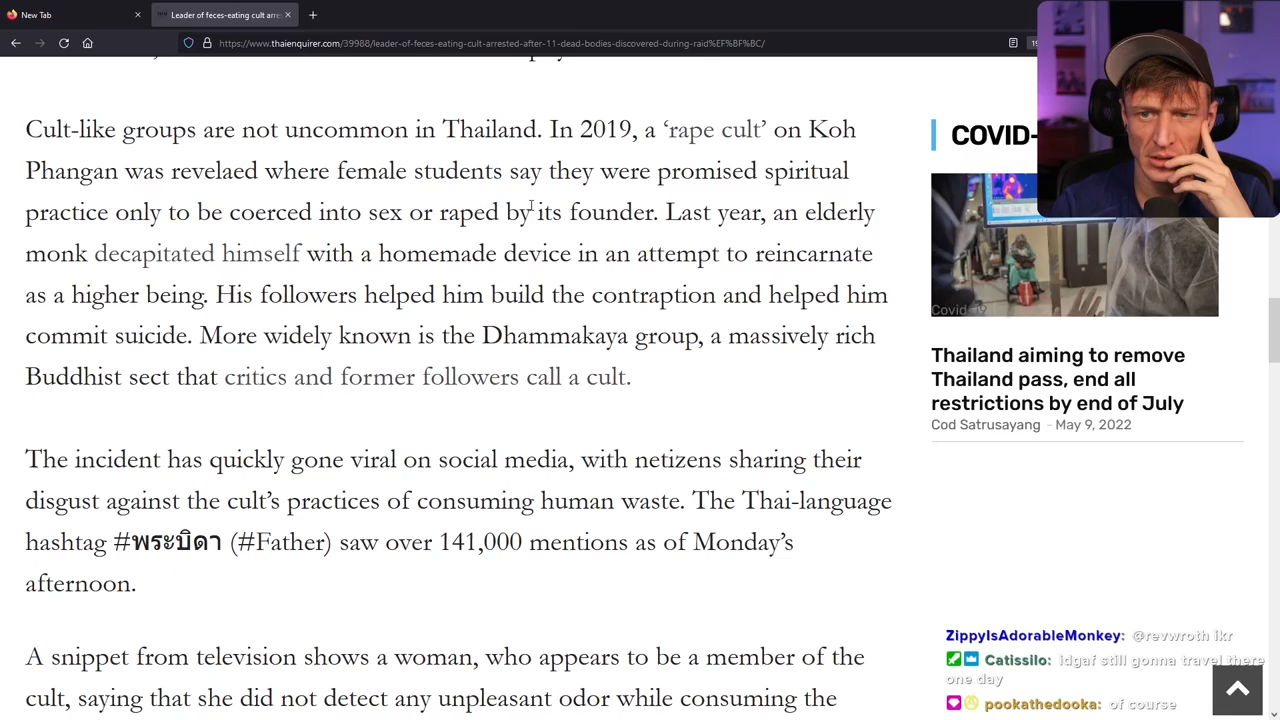 New Tab
Leader of feces-eating cult arre
https://www.thaienquirer.com/39988/leader-of-feces-eating-cult-arrested-after-11-dead-bodies-discovered-during-raid%EF%BF%BC/
Cult-like groups are not uncommon in Thailand. In 2019, a ‘rape cult’ on Koh
Phangan was revelaed where female students say they were promised spiritual
practice only to be coerced into sex or raped by its founder. Last year, an elderly
monk decapitated himself with a homemade device in an attempt to reincarnate
as a higher being. His followers helped him build the contraption and helped him
commit suicide. More widely known is the Dhammakaya group, a massively rich
Buddhist sect that critics and former followers call a cult.
The incident has quickly gone viral on social media, with netizens sharing their
disgust against the cult’s practices of consuming human waste. The Thai-language
hashtag #พระบิดา (#Father) saw over 141,000 mentions as of Monday’s
afternoon.
A snippet from television shows a woman, who appears to be a member of the
cult, saying that she did not detect any unpleasant odor while consuming the
COVID-
Covid -19
Thailand aiming to remove
Thailand pass, end all
restrictions by end of July
Cod Satrusayang - May 9, 2022
ZippyIsAdorableMonkey: @revwroth ikr
Catissilo: idgaf still gonna travel there
one day
pookathedooka: of course